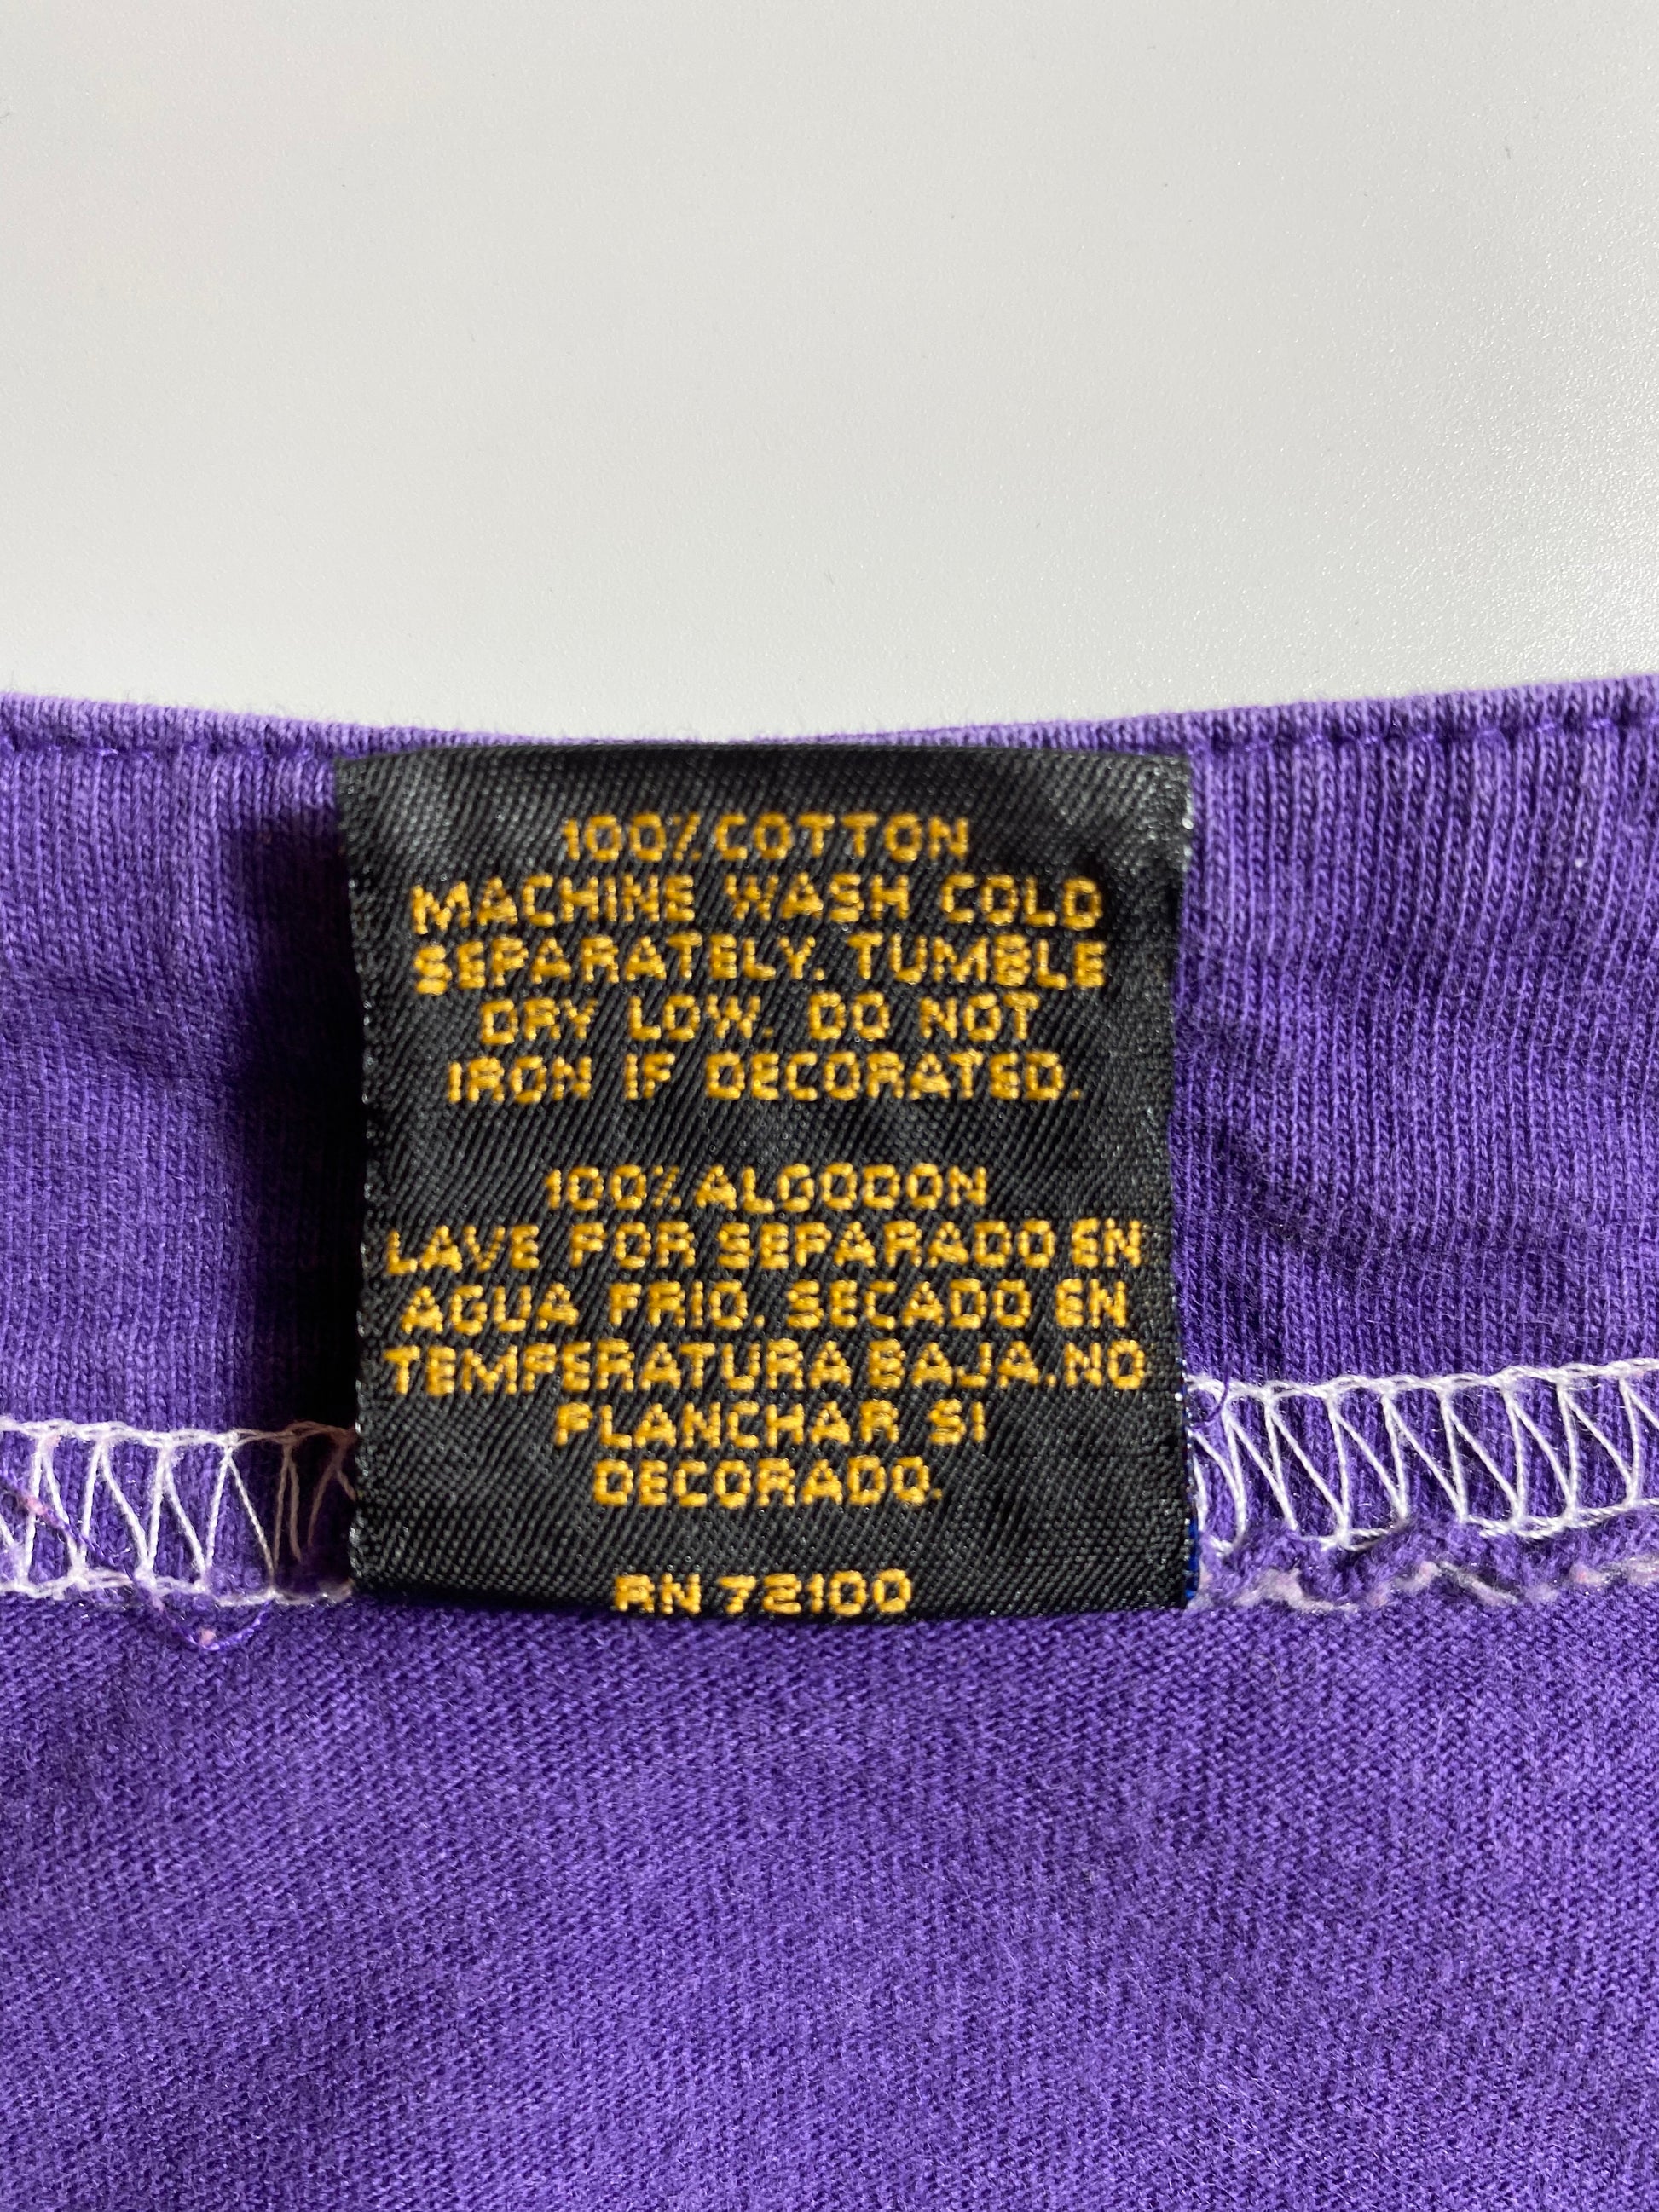 100% COTTON
MACHINE WASH COLD
SEPARATELY. TUMBLE
DRY LOW. DO NOT
IRON IF DECORATED.
100% ALGODON
LAVE POR SEPARADO EN
AGUA FRIO. SECADO EN
TEMPERATURA BAJA. NO
PLANCHAR SI
DECORADO.
RN 72100